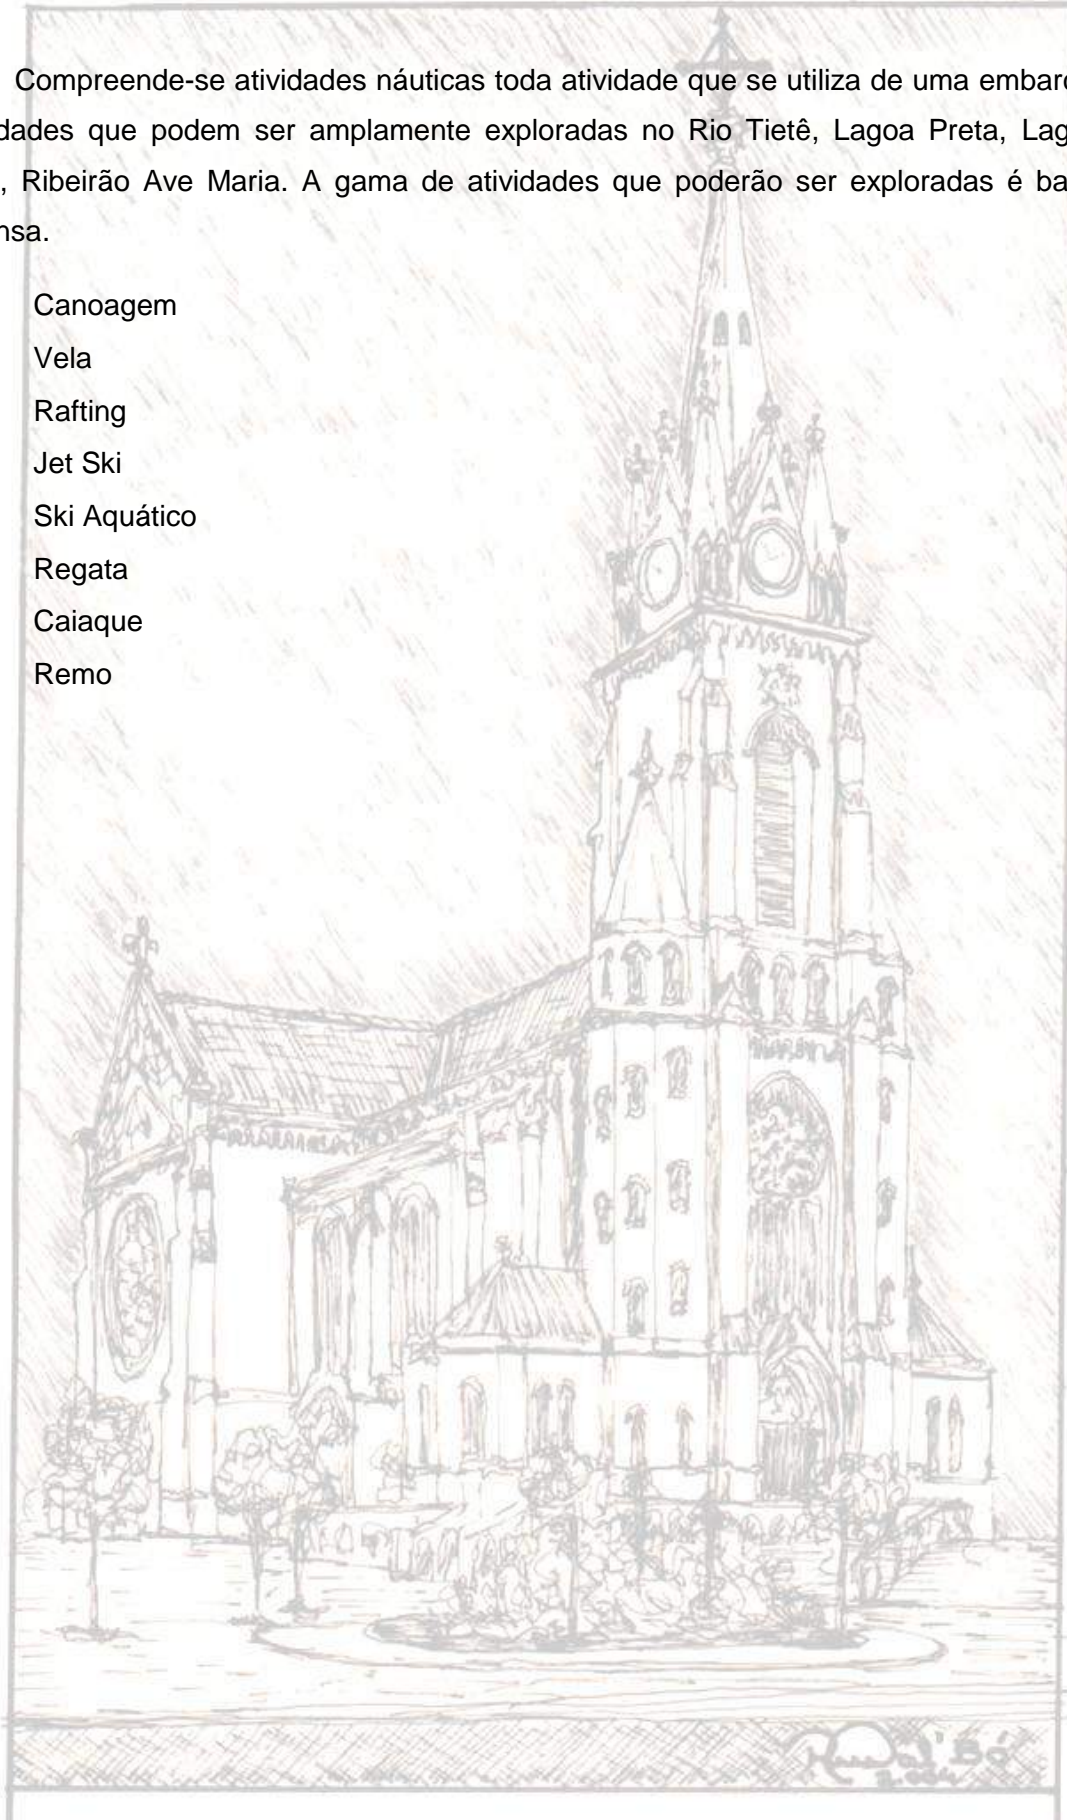 Compreende-se atividades náuticas toda atividade que se utiliza de uma embar
dades que podem ser amplamente exploradas no Rio Tietê, Lagoa Preta, Lag
, Ribeirão Ave Maria. A gama de atividades que poderão ser exploradas é ba
nsa.
Canoagem
Vela
Rafting
Jet Ski
Ski Aquático
Regata
Caiaque
Remo